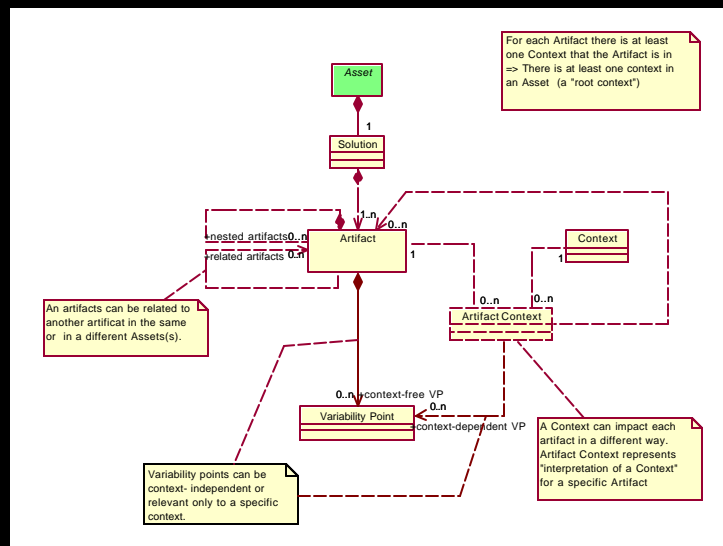 For each Artifact there is at least
one Context that the Artifact is in
=> There is at least one context in
an Asset (a "root context")
Asset
1
Solution
1..n
0..n
+nested artifacts 0..n
Artifact
Context
+related artifacts 0..n
1
1
0..n
0..n
An artifacts can be related to
another artificat in the same
or in a different Assets(s).
Artifact Context
0..n +context-free VP
0..n
Variability Point
+context-dependent VP
A Context can impact each
artifact in a different way.
Artifact Context represents
"interpretation of a Context"
for a specific Artifact
Variability points can be
context- independent or
relevant only to a specific
context.